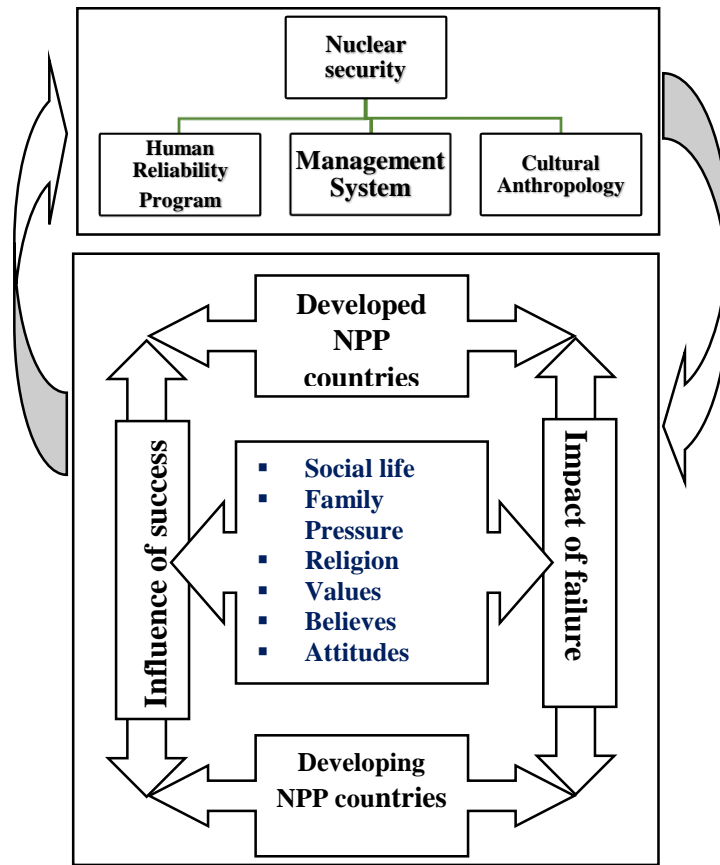 Nuclear
security
Human
Reliability
Program
Management
System
Cultural
Anthropology
Developed
NPP
countries
Influence of success
▪ Social life
▪ Family
Pressure
▪ Religion
▪ Values
▪ Believes
▪ Attitudes
Impact of failure
Developing
NPP countries